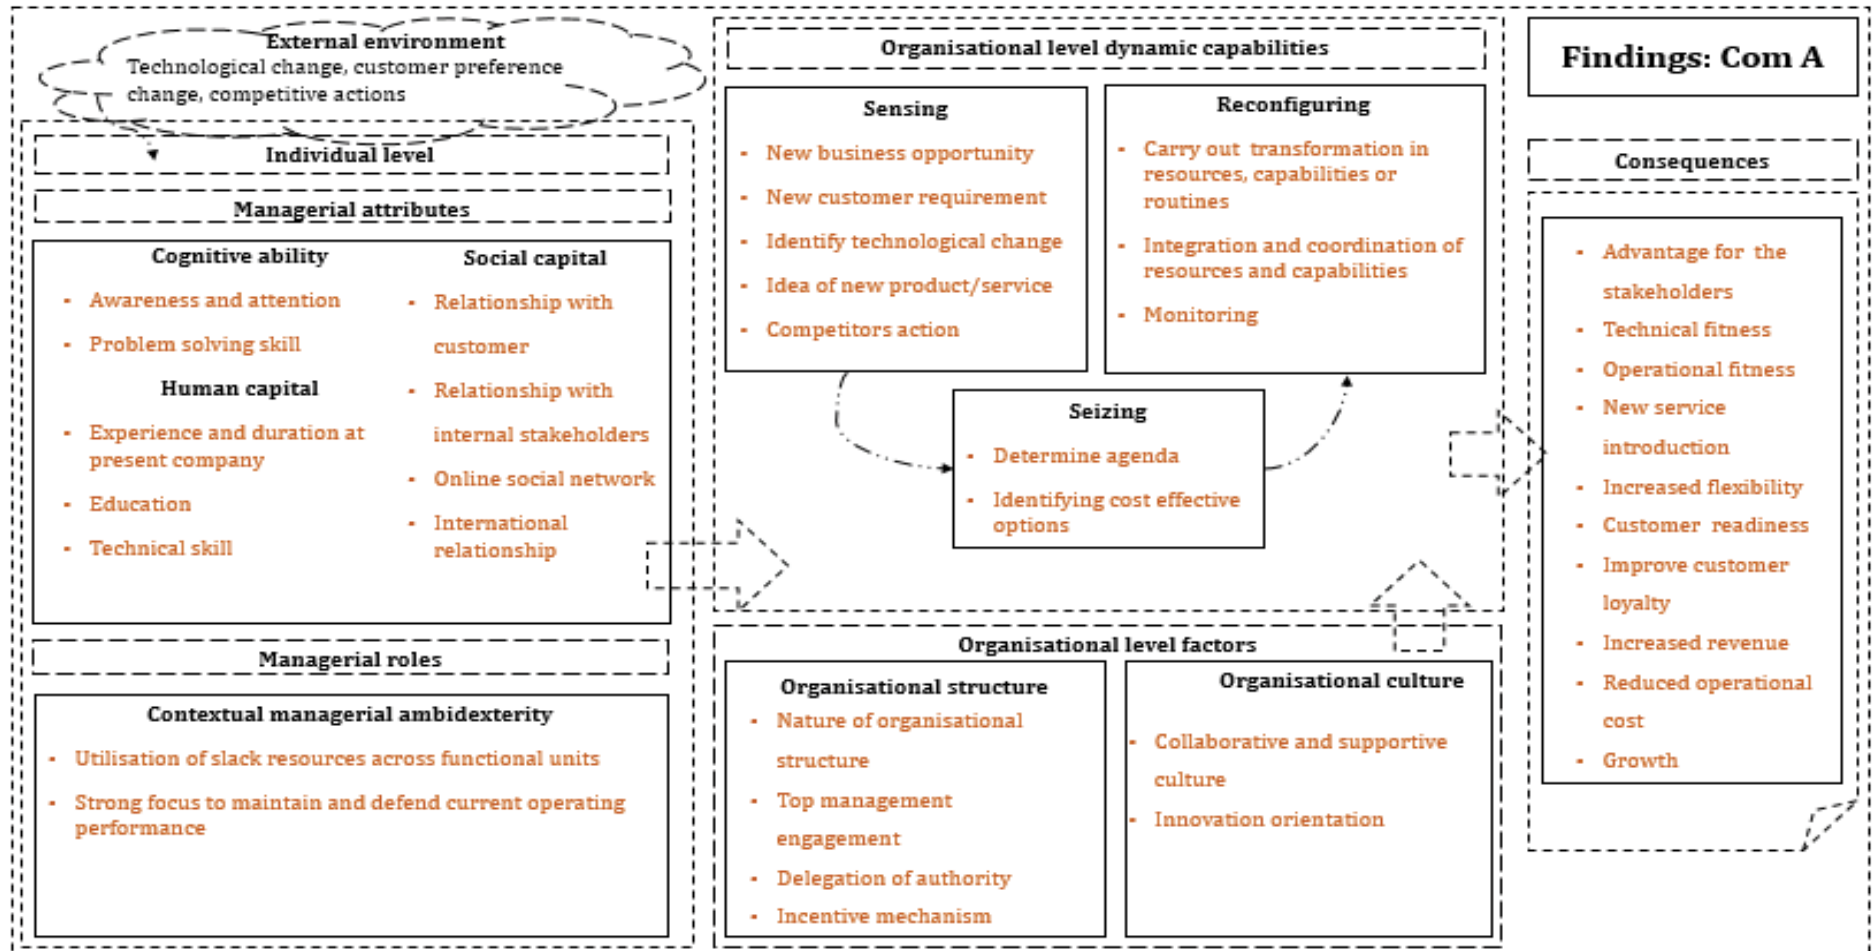 External environment
Technological change, customer preference
change, competitive actions
Individual level
Managerial attributes
Cognitive ability
- Awareness and attention
- Problem solving skill
Human capital
- Experience and duration at
present company
- Education
- Technical skill
Social capital
- Relationship with
customer
- Relationship with
internal stakeholders
- Online social network
- International
relationship
Managerial roles
Contextual managerial ambidexterity
- Utilisation of slack resources across functional units
- Strong focus to maintain and defend current operating
performance
Organisational level dynamic capabilities
Sensing
- New business opportunity
- New customer requirement
- Identify technological change
- Idea of new product/service
- Competitors action
Reconfiguring
- Carry out transformation in
resources, capabilities or
routines
- Integration and coordination of
resources and capabilities
- Monitoring
Seizing
- Determine agenda
- Identifying cost effective
options
Organisational level factors
Organisational structure
- Nature of organisational
structure
- Top management
engagement
- Delegation of authority
- Incentive mechanism
Organisational culture
- Collaborative and supportive
culture
- Innovation orientation
Findings: Com A
Consequences
- Advantage for the
stakeholders
- Technical fitness
- Operational fitness
- New service
introduction
- Increased flexibility
- Customer readiness
- Improve customer
loyalty
- Increased revenue
- Reduced operational
cost
- Growth